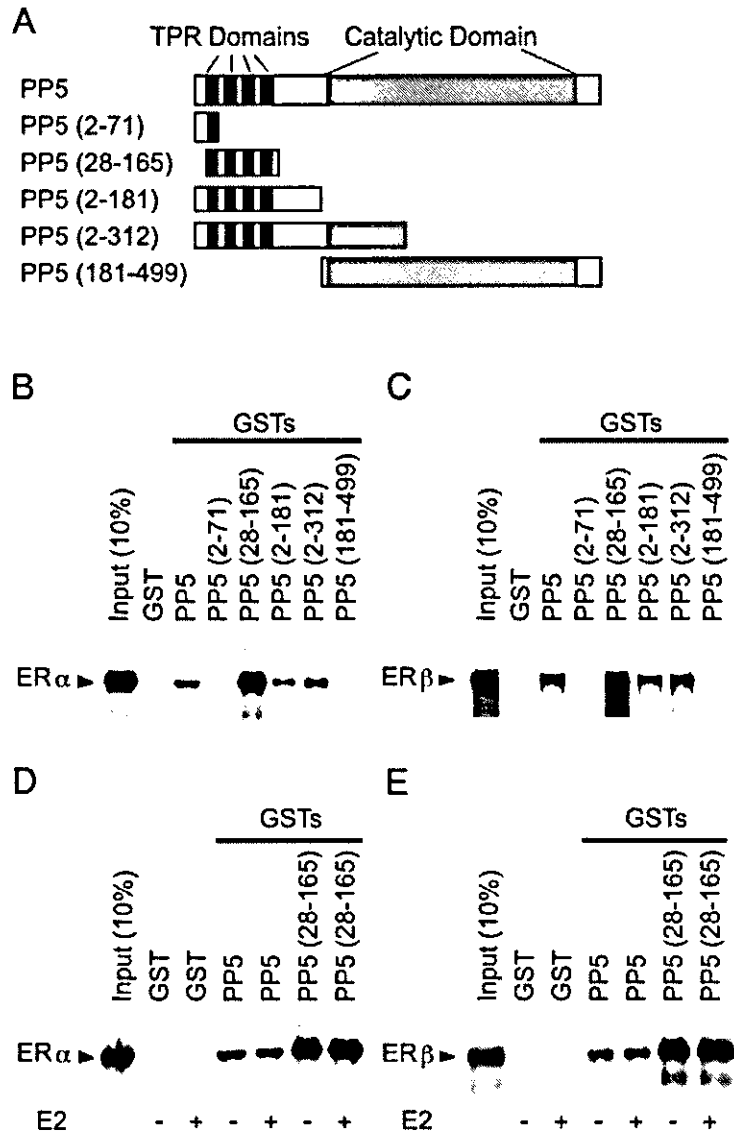 A
TPR Domains
Catalytic Domain
PP5
PP5 (2-71)
PP5 (28-165)
PP5 (2-181)
PP5 (2-312)
PP5 (181-499)
B
GSTs
Input (10%)
GST
PP5
PP5 (2-71)
PP5 (28-165)
PP5 (2-181)
PP5 (2-312)
PP5 (181-499)
ERα
C
GSTs
Input (10%)
GST
PP5
PP5 (2-71)
PP5 (28-165)
PP5 (2-181)
PP5 (2-312)
PP5 (181-499)
ERβ
D
GSTs
Input (10%)
GST
GST
PP5
PP5
PP5 (28-165)
PP5 (28-165)
ERα
E2 - + - + - +
E
GSTs
Input (10%)
GST
GST
PP5
PP5
PP5 (28-165)
PP5 (28-165)
ERβ
E2 - + - + - +